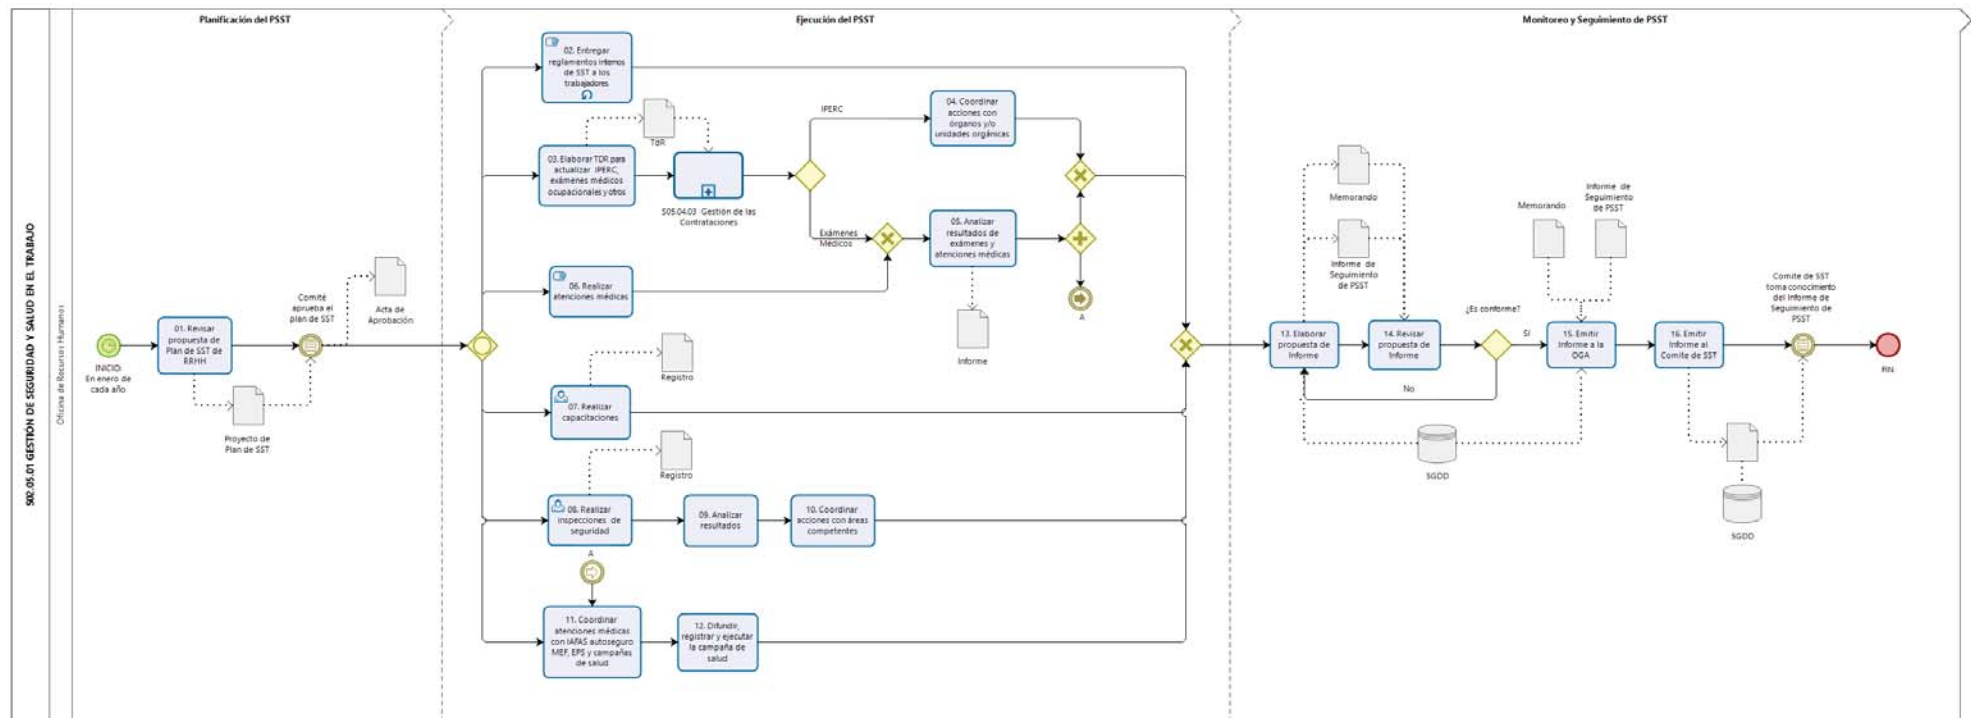 S02.05.01 GESTIÓN DE SEGURIDAD Y SALUD EN EL TRABAJO
Oficina de Recursos Humanos
Planificación del PSST
Ejecución del PSST
Monitoreo y Seguimiento de PSST
INICIO:
En enero de
cada año
01. Revisar
propuesta de
Plan de SST de
RRHH
Proyecto de
Plan de SST
Comité
aprueba el
plan de SST
Acta de
Aprobación
02. Entregar
reglamentos internos
de SST a los
trabajadores
03. Elaborar TDR para
actualizar IPERC,
exámenes médicos
ocupacionales y otros
TdR
S05.04.03 Gestión de las
Contrataciones
IPERC
Exámenes
Médicos
04. Coordinar
acciones con
órganos y/o
unidades orgánicas
05. Analizar
resultados de
exámenes y
atenciones médicas
A
Informe
06. Realizar
atenciones médicas
Registro
07. Realizar
capacitaciones
Registro
08. Realizar
inspecciones de
seguridad
09. Analizar
resultados
10. Coordinar
acciones con áreas
competentes
A
11. Coordinar
atenciones médicas
con IAFAS autoseguro
MEF, EPS y campañas
de salud
12. Difundir,
registrar y ejecutar
la campaña de
salud
Memorando
Informe de
Seguimiento
de PSST
13. Elaborar
propuesta de
Informe
14. Revisar
propuesta de
Informe
¿Es conforme?
Sí
No
Memorando
Informe de
Seguimiento
de PSST
15. Emitir
Informe a la OGA
16. Emitir
Informe al
Comite de SST
Comite de SST
toma conocimiento
del Informe de
Seguimiento de
PSST
FIN
SGDD
SGDD